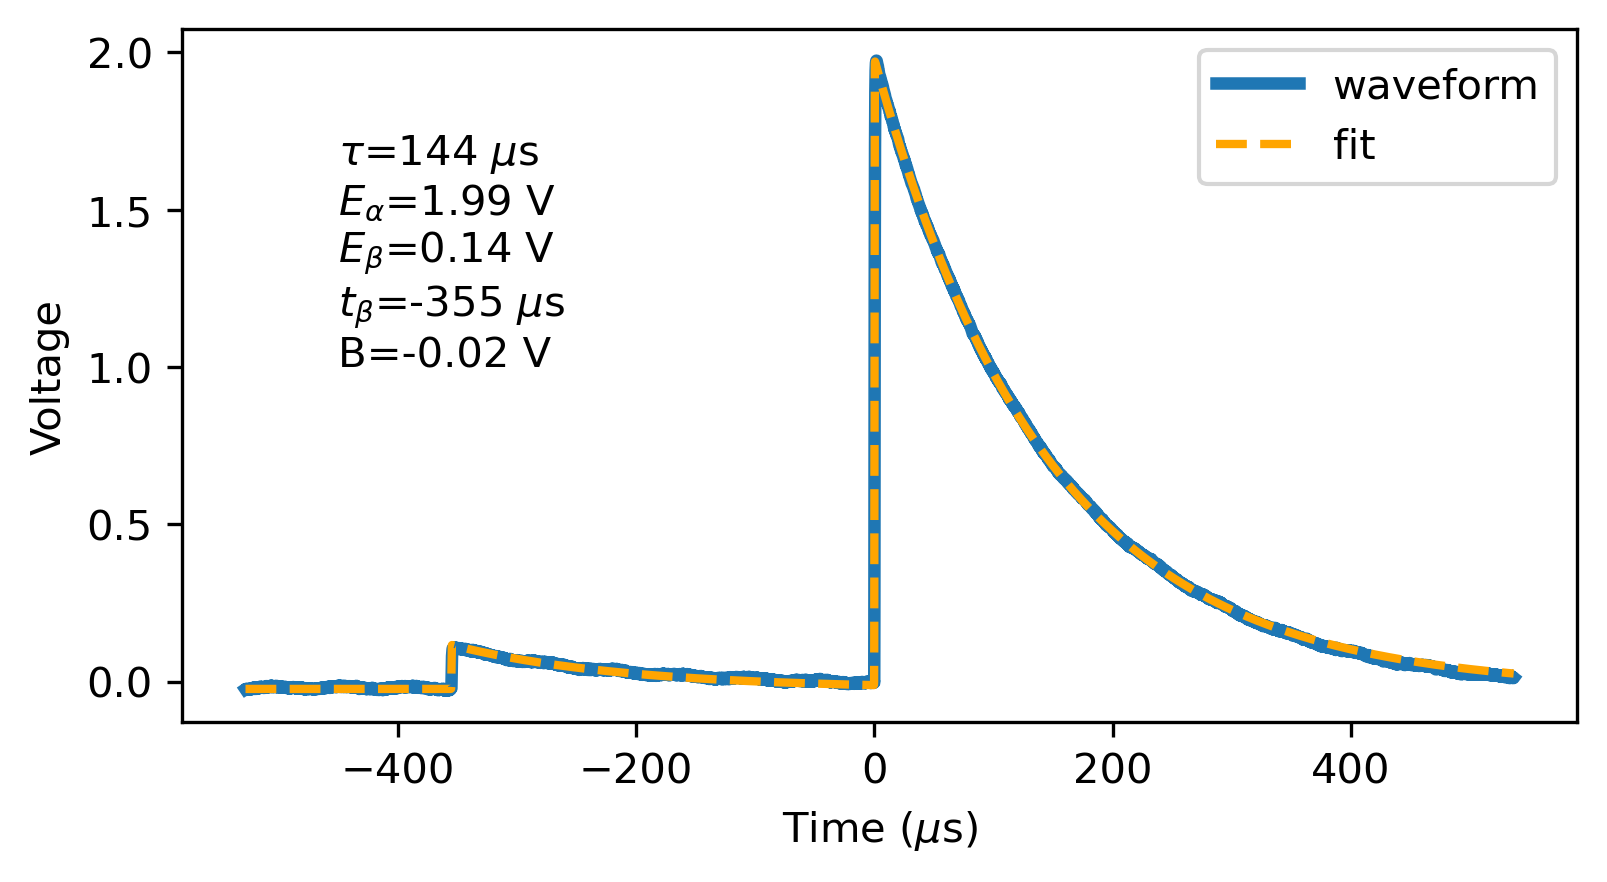 2.0
1.5
1.0
0.5
0.0
Voltage
τ=144 μs
Eα=1.99 V
Eβ=0.14 V
tβ=-355 μs
B=-0.02 V
waveform
fit
−400 −200 0 200 400
Time (μs)